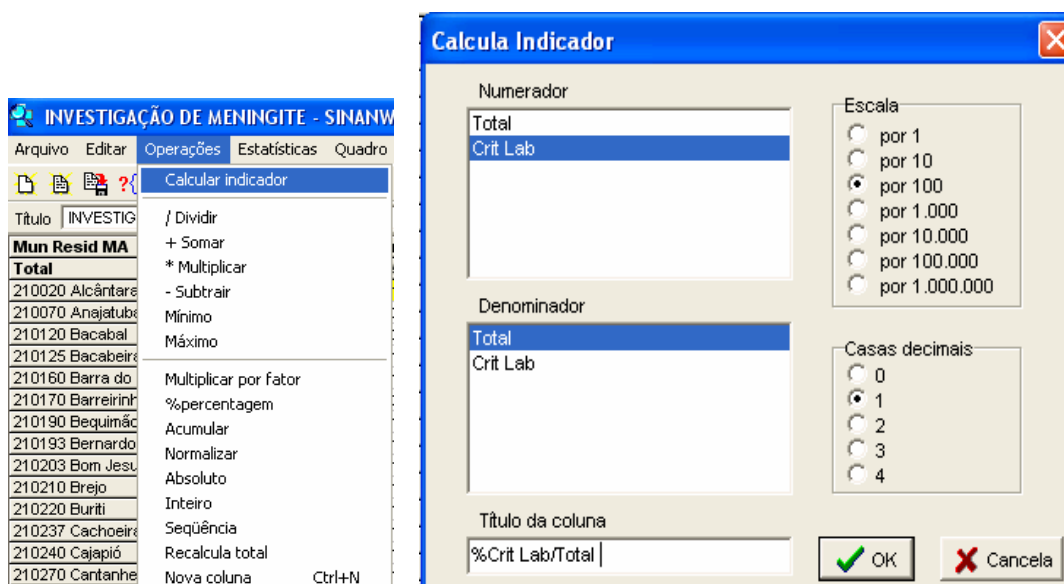 INVESTIGAÇÃO DE MENINGITE - SINANW
Arquivo Editar Operações Estatísticas Quadro
Calcular indicador
Título INVESTIG
/ Dividir
+ Somar
* Multiplicar
- Subtrair
Mínimo
Máximo
Multiplicar por fator
%percentagem
Acumular
Normalizar
Absoluto
Inteiro
Seqüência
Recalcula total
Nova coluna Ctrl+N
Mun Resid MA
Total
210020 Alcântara
210070 Anajatuba
210120 Bacabal
210125 Bacabeira
210160 Barra do
210170 Barreirinh
210190 Bequimão
210193 Bernardo
210203 Bom Jesu
210210 Brejo
210220 Buriti
210237 Cachoeira
210240 Cajapió
210270 Cantanhe
Calcula Indicador
Numerador
Total
Crit Lab
Denominador
Total
Crit Lab
Título da coluna
%Crit Lab/Total
Escala
por 1
por 10
por 100
por 1.000
por 10.000
por 100.000
por 1.000.000
Casas decimais
0
1
2
3
4
OK
Cancela